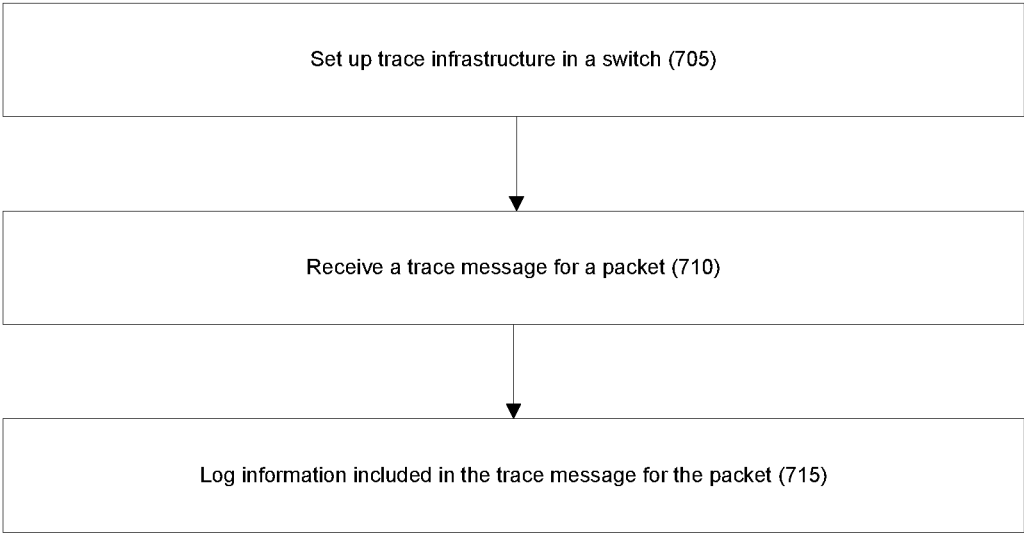 Set up trace infrastructure in a switch (705)
Receive a trace message for a packet (710)
Log information included in the trace message for the packet (715)